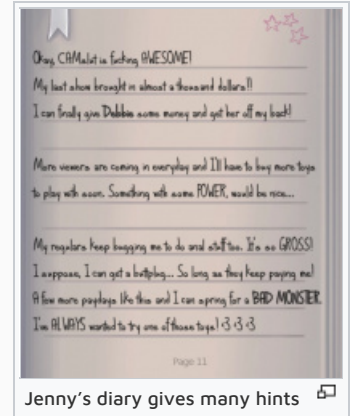 Okay, CAMalot is fucking AWESOME!
My last show brought in almost a thousand dollars!!
I can finally give Debbie some money and get her off my back!
More viewers are coming in everyday and I'll have to buy more toys
to play with soon. Something with some POWER, would be nice...
My regulars keep bugging me to do anal stuff too. It's so GROSS!
I suppose, I can get a buttplug... So long as they keep paying me!
A few more paydays like this and I can spring for a BAD MONSTER.
I've ALWAYS wanted to try one of those toys! <3 <3 <3
Page 11
Jenny's diary gives many hints